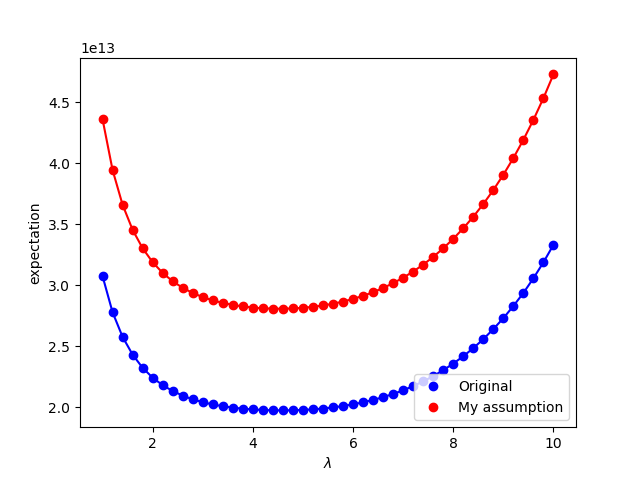 1e13
4.5
4.0
3.5
3.0
2.5
2.0
expectation
Original
My assumption
2 4 6 8 10
λ